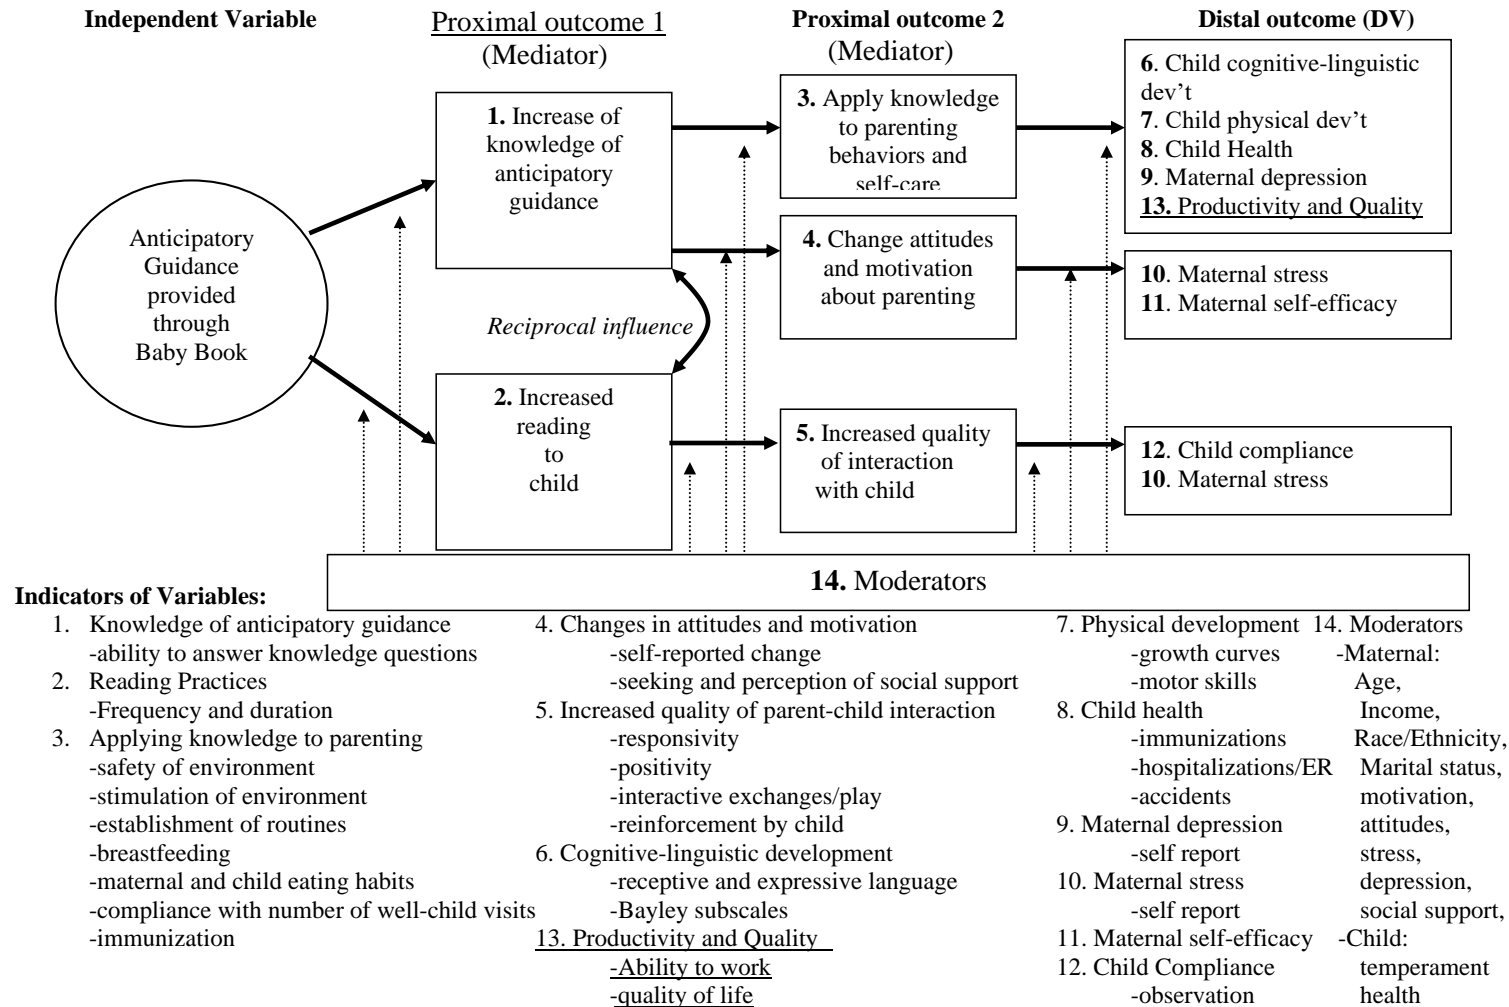 Independent Variable
Proximal outcome 1
(Mediator)
Proximal outcome 2
(Mediator)
Distal outcome (DV)
Anticipatory
Guidance
provided
through
Baby Book
1. Increase of
knowledge of
anticipatory
guidance
Reciprocal influence
2. Increased
reading
to
child
3. Apply knowledge
to parenting
behaviors and
self-care
4. Change attitudes
and motivation
about parenting
5. Increased quality
of interaction
with child
6. Child cognitive-linguistic
dev't
7. Child physical dev't
8. Child Health
9. Maternal depression
13. Productivity and Quality
10. Maternal stress
11. Maternal self-efficacy
12. Child compliance
10. Maternal stress
14. Moderators
Indicators of Variables:
1. Knowledge of anticipatory guidance
-ability to answer knowledge questions
2. Reading Practices
-Frequency and duration
3. Applying knowledge to parenting
-safety of environment
-stimulation of environment
-establishment of routines
-breastfeeding
-maternal and child eating habits
-compliance with number of well-child visits
-immunization
4. Changes in attitudes and motivation
-self-reported change
-seeking and perception of social support
5. Increased quality of parent-child interaction
-responsivity
-positivity
-interactive exchanges/play
-reinforcement by child
6. Cognitive-linguistic development
-receptive and expressive language
-Bayley subscales
13. Productivity and Quality
-Ability to work
-quality of life
7. Physical development
-growth curves
-motor skills
8. Child health
-immunizations
-hospitalizations/ER
-accidents
9. Maternal depression
-self report
10. Maternal stress
-self report
11. Maternal self-efficacy
12. Child Compliance
-observation
14. Moderators
-Maternal:
Age,
Income,
Race/Ethnicity,
Marital status,
motivation,
attitudes,
stress,
depression,
social support,
-Child:
temperament
health